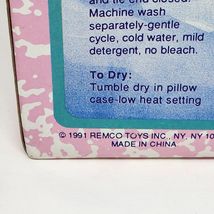 and tie end closed.
Machine wash
separately-gentle
cycle, cold water, mild
detergent, no bleach.
To Dry:
Tumble dry in pillow
case-low heat setting
© 1991 REMCO TOYS INC., NY, NY 10
MADE IN CHINA